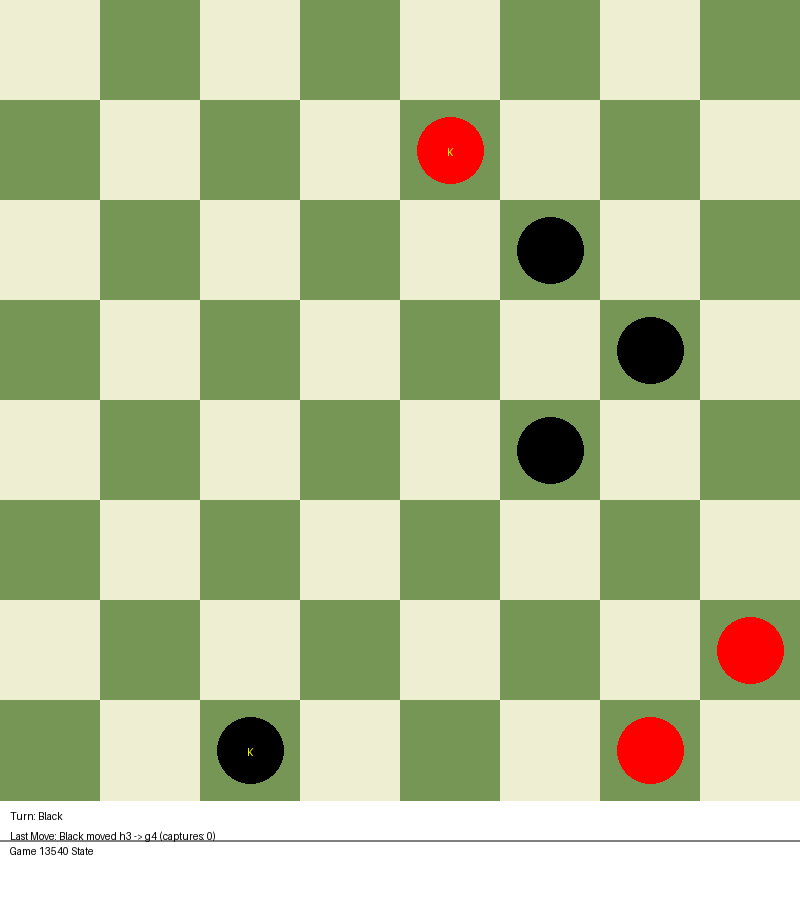 K
K
Turn: Black
Last Move: Black moved h3 -> g4 (captures: 0)
Game 13540 State